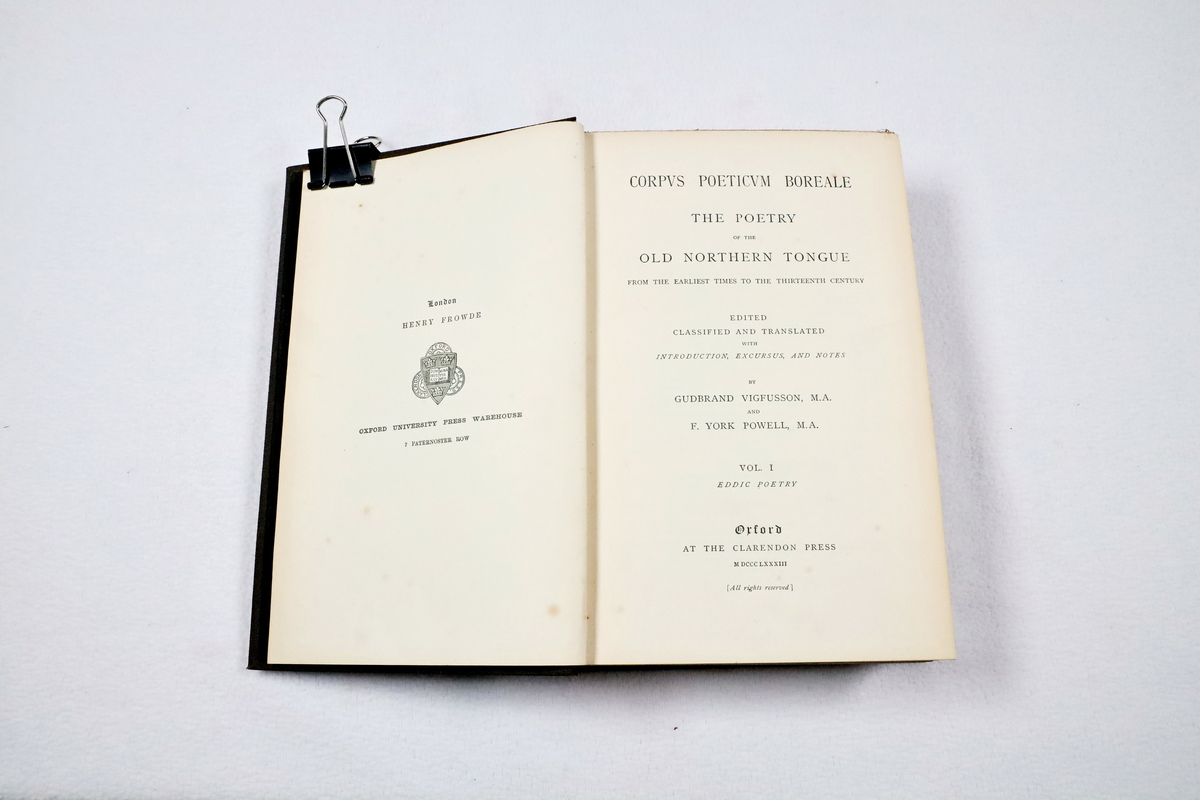 London
HENRY FROWDE
OXFORD UNIVERSITY PRESS WAREHOUSE
7 PATERNOSTER ROW
CORPVS POETICVM BOREALE
THE POETRY
OF THE
OLD NORTHERN TONGUE
FROM THE EARLIEST TIMES TO THE THIRTEENTH CENTURY
EDITED
CLASSIFIED AND TRANSLATED
WITH
INTRODUCTION, EXCURSUS, AND NOTES
BY
GUDBRAND VIGFUSSON, M.A.
AND
F. YORK POWELL, M.A.
VOL. I
EDDIC POETRY
Oxford
AT THE CLARENDON PRESS
MDCCCLXXXIII
[All rights reserved]